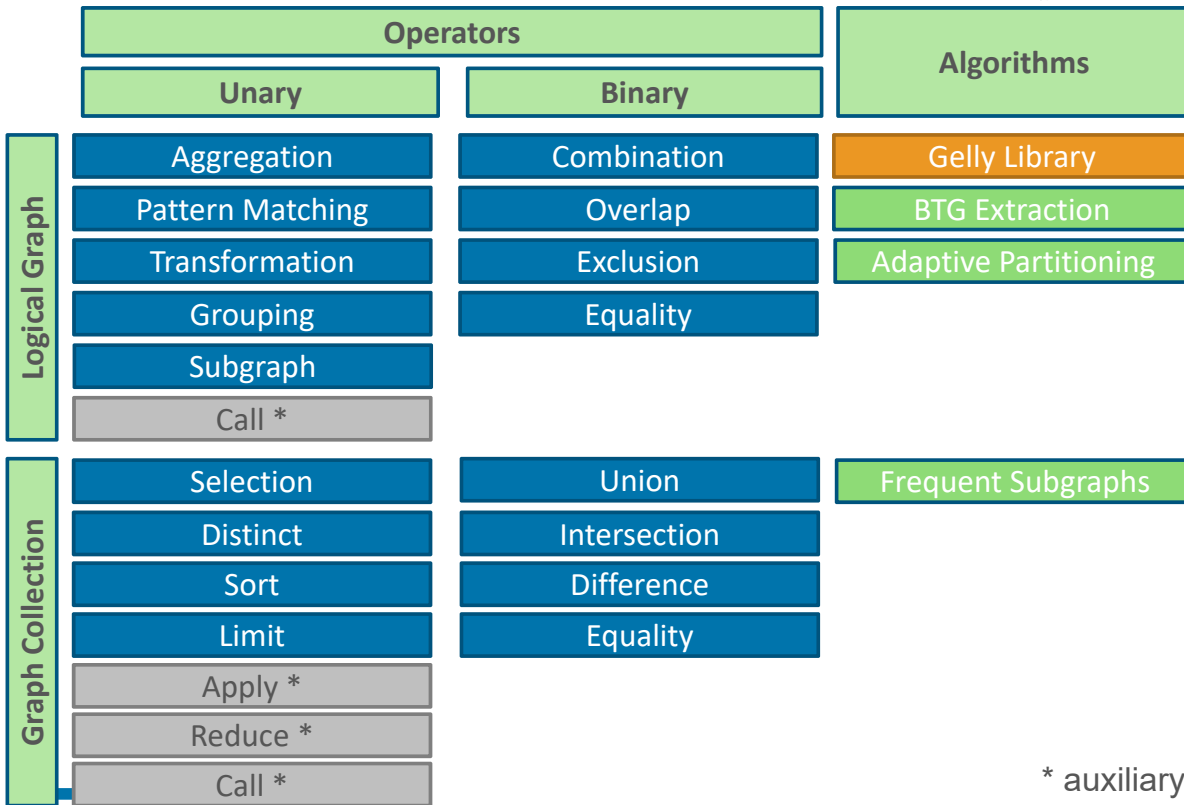 Operators
Algorithms
Unary
Binary
Logical Graph
Aggregation
Combination
Gelly Library
Pattern Matching
Overlap
BTG Extraction
Transformation
Exclusion
Adaptive Partitioning
Grouping
Equality
Subgraph
Call *
Graph Collection
Selection
Union
Frequent Subgraphs
Distinct
Intersection
Sort
Difference
Limit
Equality
Apply *
Reduce *
Call *
* auxiliary